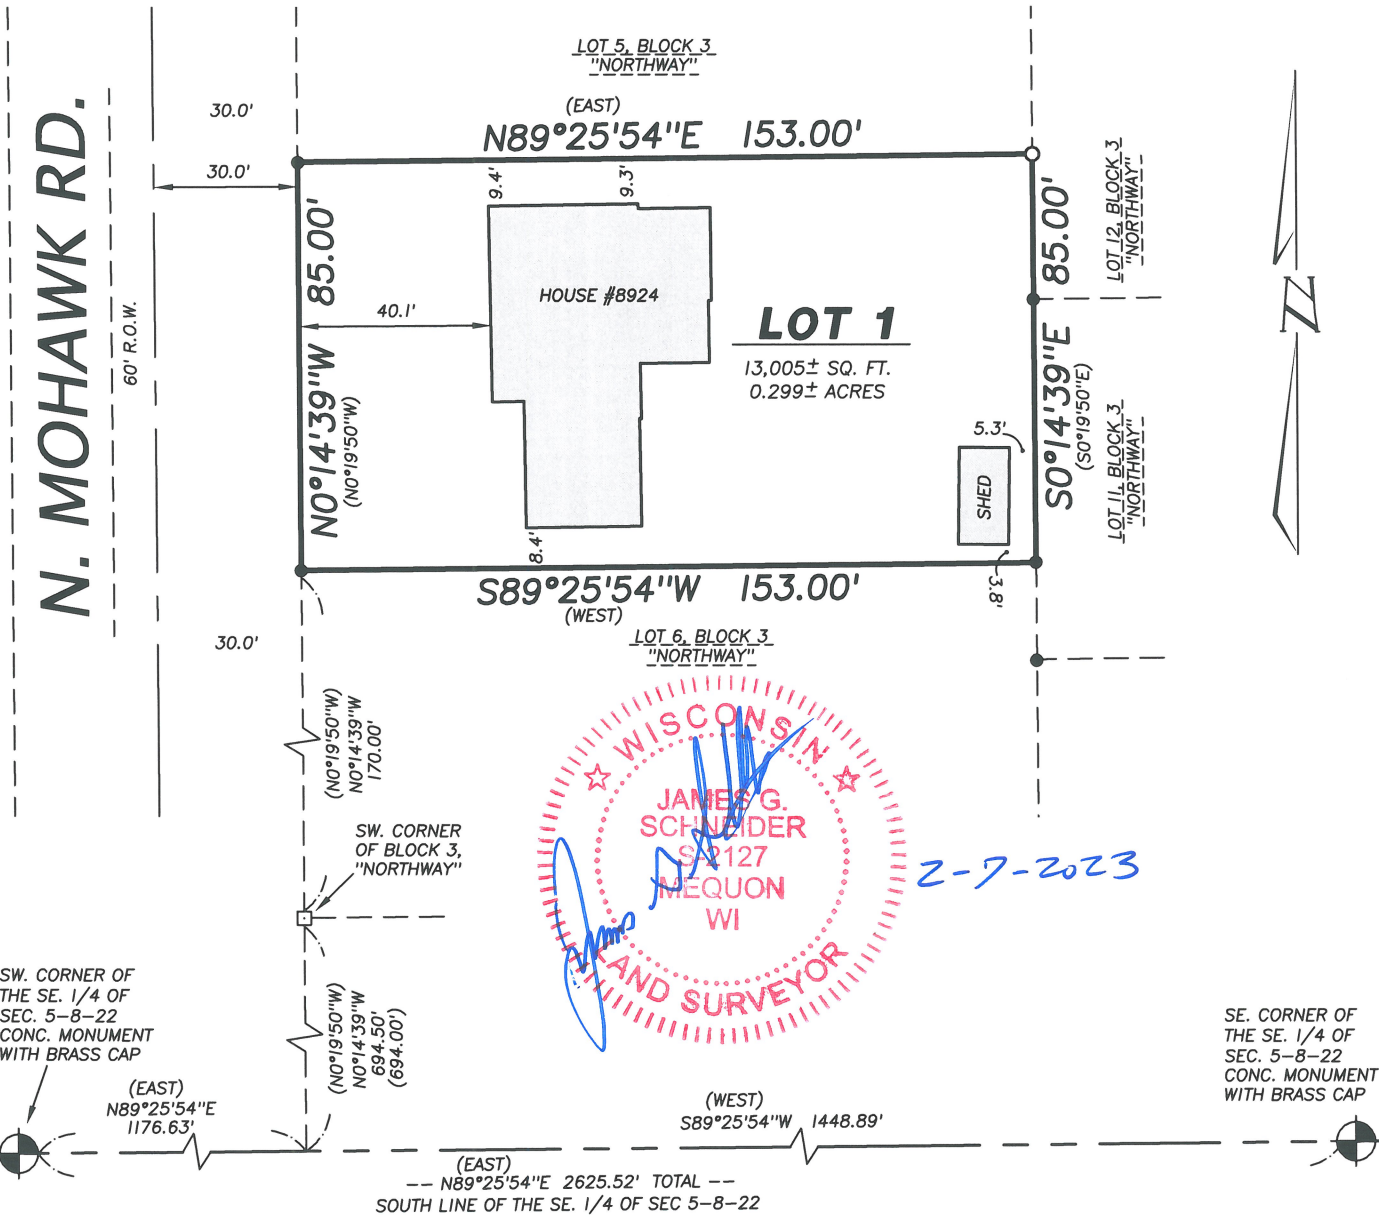 LOT 5, BLOCK 3
"NORTHWAY"
(EAST)
N89°25'54"E 153.00'
30.0'
30.0'
N. MOHAWK RD.
60' R.O.W.
9.4'
9.3'
85.00'
N0°14'39"W
(N0°19'50"W)
40.1'
HOUSE #8924
LOT 1
13,005± SQ. FT.
0.299± ACRES
85.00'
S0°14'39"E
(S0°19'50"E)
LOT 12, BLOCK 3
"NORTHWAY"
LOT 11, BLOCK 3
"NORTHWAY"
N
5.3'
SHED
3.8'
8.4'
S89°25'54"W 153.00'
(WEST)
30.0'
LOT 6, BLOCK 3
"NORTHWAY"
(N0°19'50"W)
N0°14'39"W
170.00'
SW. CORNER
OF BLOCK 3,
"NORTHWAY"
WISCONSIN
JAMES G.
SCHNEIDER
S-2127
MEQUON
WI
LAND SURVEYOR
2-7-2023
SW. CORNER OF
THE SE. 1/4 OF
SEC. 5-8-22
CONC. MONUMENT
WITH BRASS CAP
(N0°19'50"W)
N0°14'39"W
694.50'
(694.00')
SE. CORNER OF
THE SE. 1/4 OF
SEC. 5-8-22
CONC. MONUMENT
WITH BRASS CAP
(EAST)
N89°25'54"E
1176.63'
(WEST)
S89°25'54"W 1448.89'
(EAST)
-- N89°25'54"E 2625.52' TOTAL --
SOUTH LINE OF THE SE. 1/4 OF SEC 5-8-22